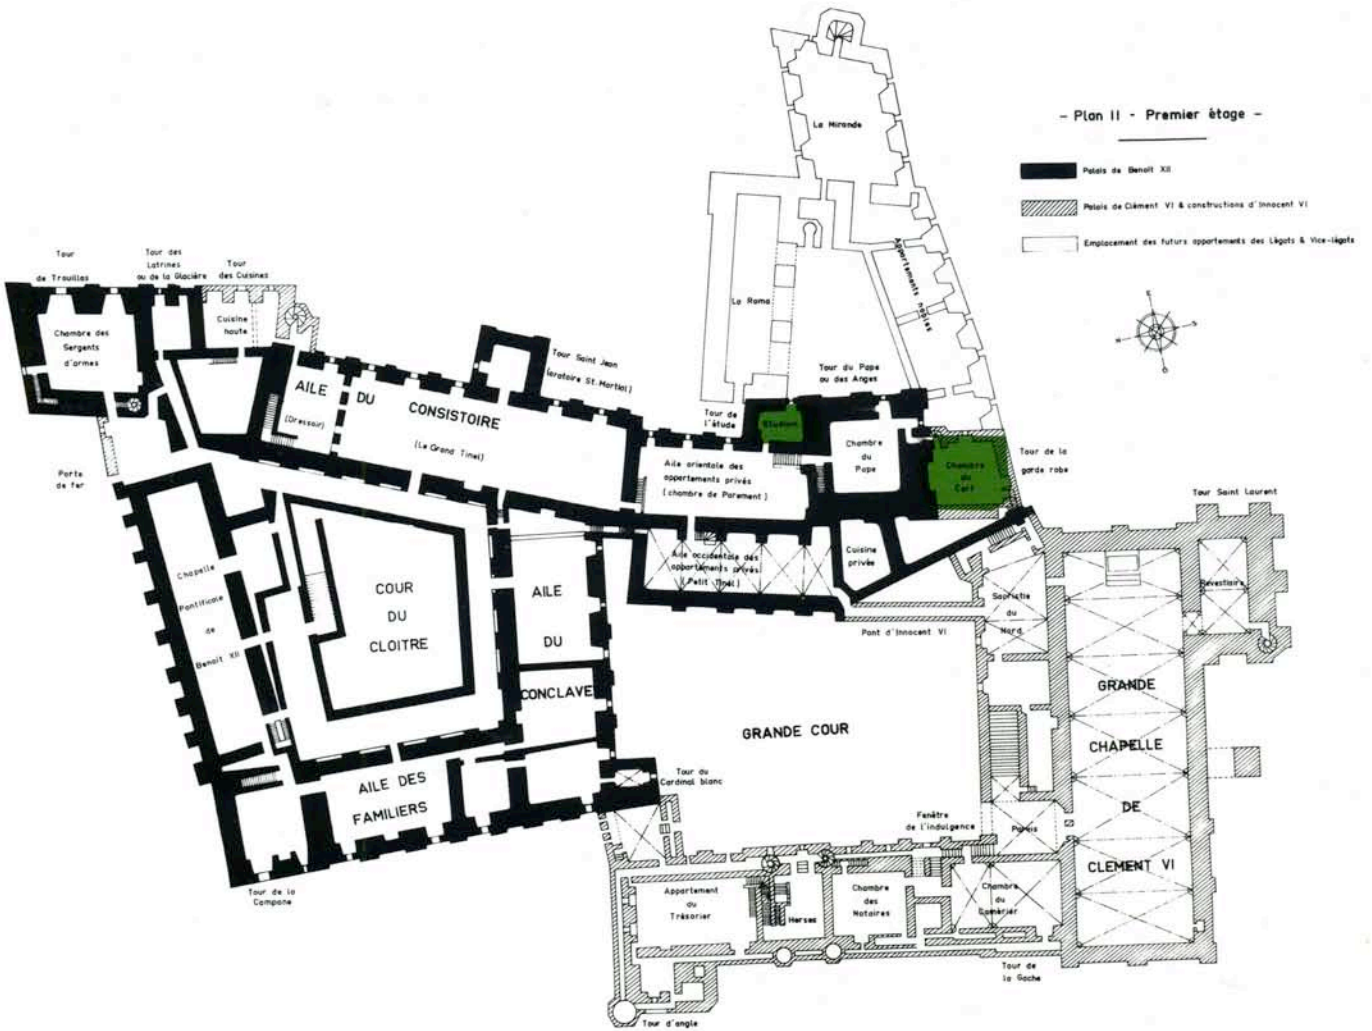 - Plan II - Premier étage -
Palais de Benoît XII
Palais de Clément VI & constructions d'Innocent VI
Emplacement des futurs appartements des Légats & Vice-légats
La Mirande
Appartements nobles
La Roma
Tour
de Trouillas
Tour des
Latrines
ou de la Glacière
Tour
des Cuisines
Cuisine
haute
Chambre des
Sergents
d'armes
Tour Saint Jean
(oratoire St. Martial)
AILE
(Dressoir)
DU
CONSISTOIRE
(Le Grand Tinel)
Tour du Pape
ou des Anges
Tour de
l'étude
Studium
Chambre
du
Pape
Aile orientale des
appartements privés
(chambre de Parement)
Chambre
du
Cerf
Tour de la
garde robe
Tour Saint Laurent
Porte
de fer
Aile occidentale des
appartements privés
(Petit Tinel)
Cuisine
privée
Revestiaire
Chapelle
Pontificale
de
Benoît XII
COUR
DU
CLOITRE
AILE
DU
CONCLAVE
Sacristie
du
Nord
Pont d'Innocent VI
GRANDE COUR
GRANDE
CHAPELLE
DE
CLEMENT VI
AILE DES
FAMILIERS
Tour du
Cardinal blanc
Fenêtre
de l'indulgence
Parvis
Tour de la
Campane
Appartement
du
Trésorier
Herses
Chambre
des
Notaires
Chambre
du
Camérier
Tour de
la Gache
Tour d'angle